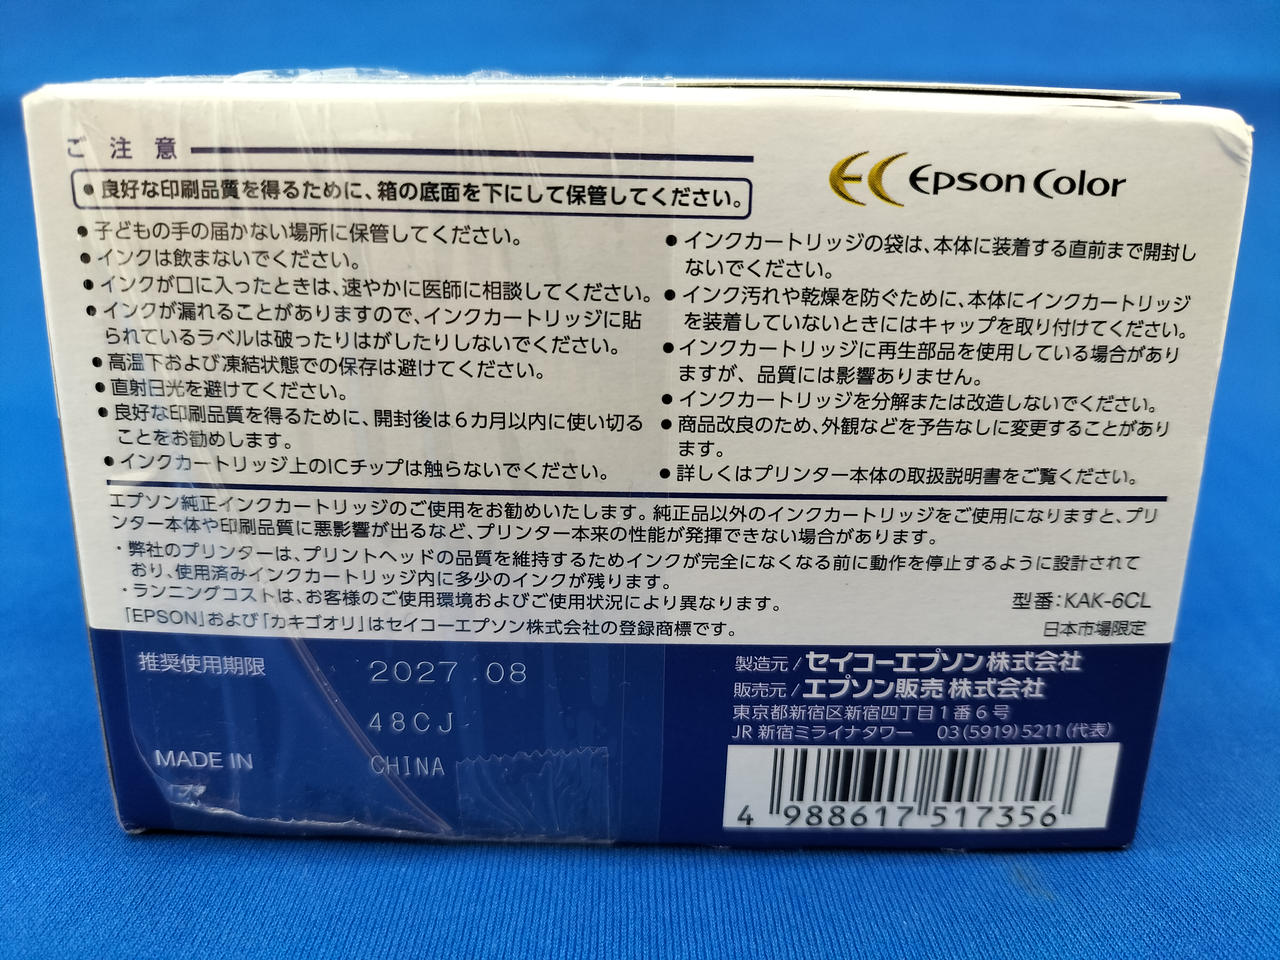 ご注意
●良好な印刷品質を得るために、箱の底面を下にして保管してください。
●子どもの手の届かない場所に保管してください。
●インクは飲まないでください。
●インクが口に入ったときは、速やかに医師に相談してください。
●インクが漏れることがありますので、インクカートリッジに貼
られているラベルは破ったりはがしたりしないでください。
●高温下および凍結状態での保存は避けてください。
●直射日光を避けてください。
●良好な印刷品質を得るために、開封後は6カ月以内に使い切る
ことをお勧めします。
●インクカートリッジ上のICチップは触らないでください。
Epson Color
●インクカートリッジの袋は、本体に装着する直前まで開封し
ないでください。
●インク汚れや乾燥を防ぐために、本体にインクカートリッジ
を装着していないときにはキャップを取り付けてください。
●インクカートリッジに再生部品を使用している場合があり
ますが、品質には影響ありません。
●インクカートリッジを分解または改造しないでください。
●商品改良のため、外観などを予告なしに変更することがあり
ます。
●詳しくはプリンター本体の取扱説明書をご覧ください。
エプソン純正インクカートリッジのご使用をお勧めいたします。純正品以外のインクカートリッジをご使用になりますと、プリ
ンター本体や印刷品質に悪影響が出るなど、プリンター本来の性能が発揮できない場合があります。
・弊社のプリンターは、プリントヘッドの品質を維持するためインクが完全になくなる前に動作を停止するように設計されて
おり、使用済みインクカートリッジ内に多少のインクが残ります。
・ランニングコストは、お客様のご使用環境およびご使用状況により異なります。
「EPSON」および「カキゴオリ」はセイコーエプソン株式会社の登録商標です。
型番:KAK-6CL
日本市場限定
推奨使用期限 2027.08
48CJ
MADE IN CHINA
製造元/セイコーエプソン株式会社
販売元/エプソン販売株式会社
東京都新宿区新宿四丁目1番6号
JR新宿ミライナタワー 03(5919)5211(代表)
4 988617 517356